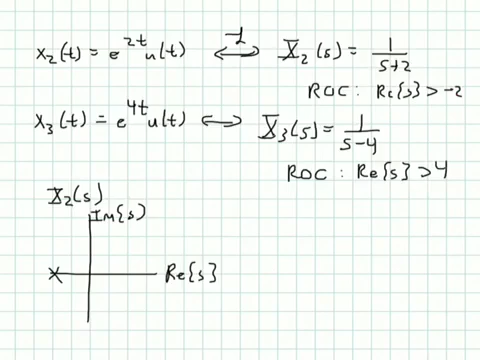 x₂(t) = e^{2t} u(t) ⟺ℒ X₂(s) = 1/(s+2)
ROC: Re{s} > -2
x₃(t) = e^{4t} u(t) ⟺ X₃(s) = 1/(s-4)
ROC: Re{s} > 4
X₂(s)
Im{s}
Re{s}